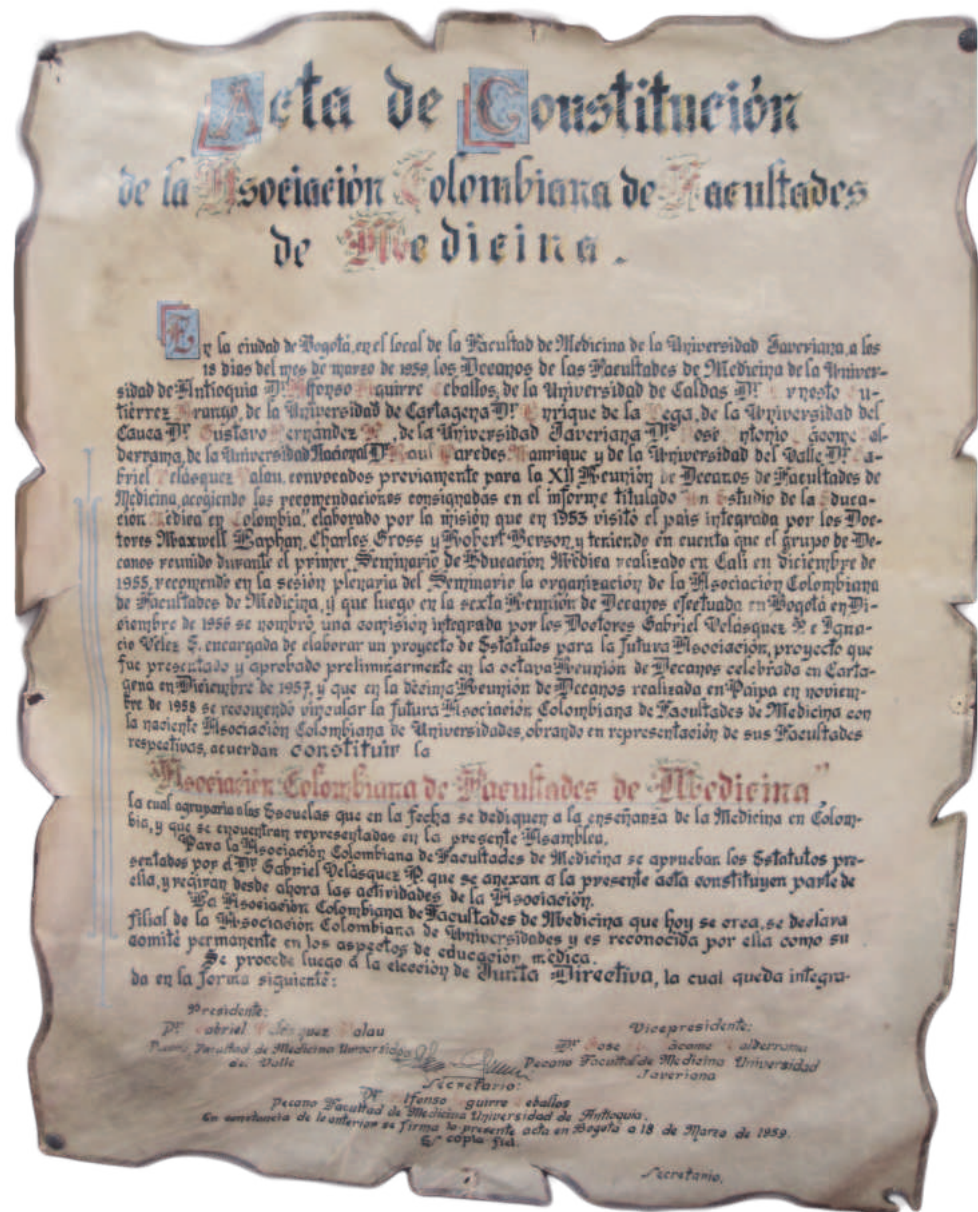 Acta de Constitución
de la Asociación Colombiana de Facultades
de Medicina.
En la ciudad de Bogotá, en el local de la Facultad de Medicina de la Universidad Javeriana, a los
18 dias del mes de marzo de 1959, los Decanos de las Facultades de Medicina de la Univer-
sidad de Antioquia Dr. Alfonso Aguirre Ceballos, de la Universidad de Caldas Dr. Ernesto Gu-
tiérrez Arango, de la Universidad de Cartagena Dr. Enrique de la Vega, de la Universidad del
Cauca Dr. Gustavo Hernández, de la Universidad Javeriana Dr. José Antonio Jácome Val-
derrama, de la Universidad Nacional Dr. Raul Paredes Manrique y de la Universidad del Valle Dr. Ga-
briel Velásquez Palau, convocados previamente para la XII Reunión de Decanos de Facultades de
Medicina, acogiendo las recomendaciones consignadas en el informe titulado "Un Estudio de la Educa-
ción Médica en Colombia," elaborado por la misión que en 1953 visitó el pais integrada por los Doc-
tores Maxwell Laphan, Charles Gross y Robert Berson, y teniendo en cuenta que el grupo de De-
canos reunido durante el primer Seminario de Educación Médica realizado en Cali en diciembre de
1955, recomendó en la sesión plenaria del Seminario la organización de la Asociación Colombiana
de Facultades de Medicina, y que luego en la sexta Reunión de Decanos efectuada en Bogotá en Di-
ciembre de 1956 se nombró, una comisión integrada por los Doctores Gabriel Velásquez P. e Igna-
cio Vélez E. encargada de elaborar un proyecto de Estatutos para la futura Asociación, proyecto que
fue presentado y aprobado preliminarmente en la octava Reunión de Decanos celebrada en Carta-
gena en Diciembre de 1957, y que en la décima Reunión de Decanos realizada en Paipa en noviem-
bre de 1958 se recomendó vincular la futura Asociación Colombiana de Facultades de Medicina con
la naciente Asociación Colombiana de Universidades, obrando en representación de sus Facultades
respectivas, acuerdan constituir la
"Asociación Colombiana de Facultades de Medicina"
la cual agruparia a las Escuelas que en la fecha se dediquen a la enseñanza de la Medicina en Colom-
bia, y que se encuentran representadas en la presente Asamblea.
Para la Asociación Colombiana de Facultades de Medicina se aprueban los Estatutos pre-
sentados por el Dr. Gabriel Velásquez P. que se anexan a la presente acta constituyen parte de
ella, y regiran desde ahora las actividades de la Asociación.
La Asociación Colombiana de Facultades de Medicina que hoy se crea, se declara
filial de la Asociación Colombiana de Universidades y es reconocida por ella como su
comité permanente en los aspectos de educación médica.
Se procede luego a la elección de Junta Directiva, la cual queda integra-
da en la forma siguiente:
Presidente:
Dr. Gabriel Velásquez Palau
Decano Facultad de Medicina Universidad
del Valle
Vicepresidente:
Dr. Jose Jácome Valderrama
Decano Facultad de Medicina Universidad
Javeriana
Secretario:
Dr. Alfonso Aguirre Ceballos
Decano Facultad de Medicina Universidad de Antioquia.
En constancia de lo anterior se firma la presente acta en Bogotá a 18 de Marzo de 1959.
Es copia fiel.
Secretario.